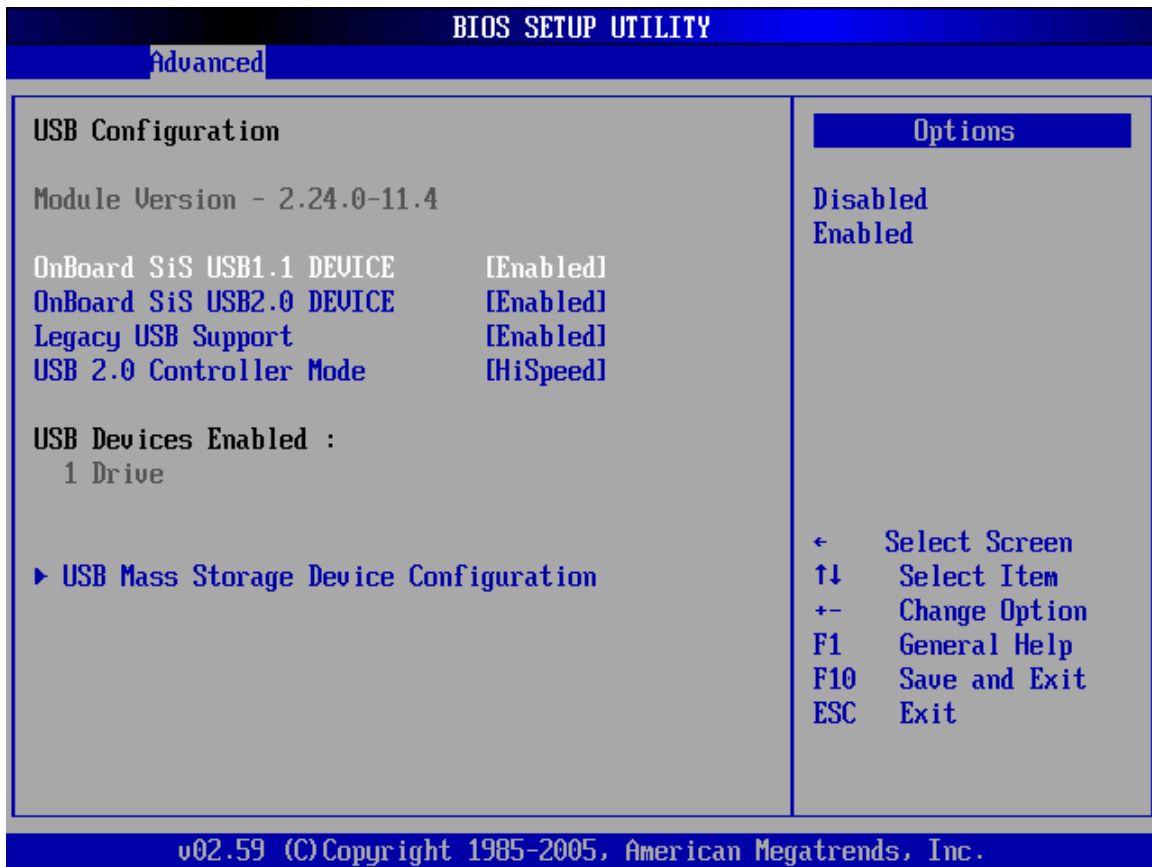 BIOS SETUP UTILITY
Advanced
USB Configuration
Module Version - 2.24.0-11.4
OnBoard SiS USB1.1 DEVICE [Enabled]
OnBoard SiS USB2.0 DEVICE [Enabled]
Legacy USB Support [Enabled]
USB 2.0 Controller Mode [HiSpeed]
USB Devices Enabled :
1 Drive
▶ USB Mass Storage Device Configuration
Options
Disabled
Enabled
← Select Screen
↑↓ Select Item
+- Change Option
F1 General Help
F10 Save and Exit
ESC Exit
v02.59 (C)Copyright 1985-2005, American Megatrends, Inc.